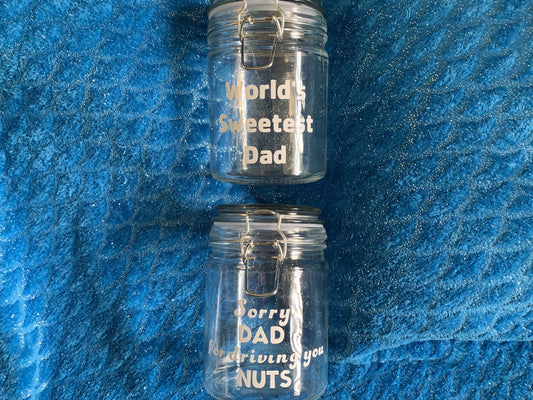 World's
Sweetest
Dad
Sorry
DAD
for driving you
NUTS